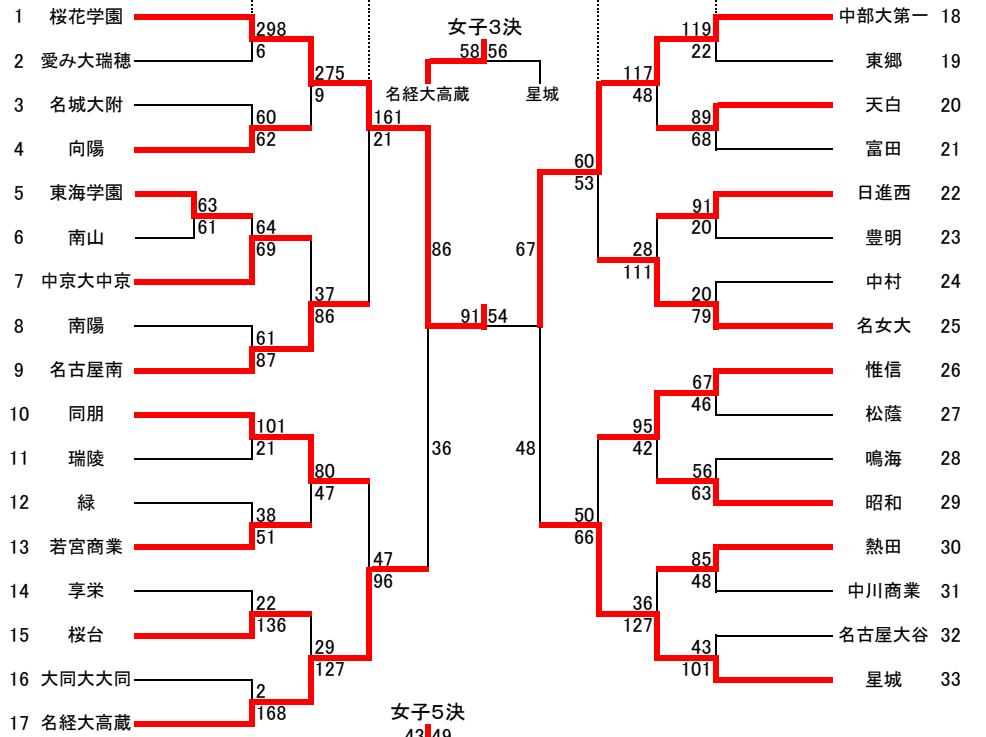 女子3決
58 56
名経大高蔵 星城
1 桜花学園
298
6
2 愛み大瑞穂
275
9
3 名城大附
60
62
4 向陽
161
21
5 東海学園
63
61
6 南山
64
69
7 中京大中京
37
86
8 南陽
61
87
9 名古屋南
86
10 同朋
101
21
11 瑞陵
80
47
12 緑
38
51
13 若宮商業
36
47
96
14 享栄
22
136
15 桜台
29
127
16 大同大大同
2
168
17 名経大高蔵
91 54
中部大第一 18
119
22
東郷 19
117
48
天白 20
89
68
富田 21
60
53
日進西 22
91
20
豊明 23
28
111
中村 24
20
79
名女大 25
67
惟信 26
67
46
松蔭 27
95
42
鳴海 28
56
63
昭和 29
48
50
66
熱田 30
85
48
中川商業 31
36
127
名古屋大谷 32
43
101
星城 33
女子5決
43 49